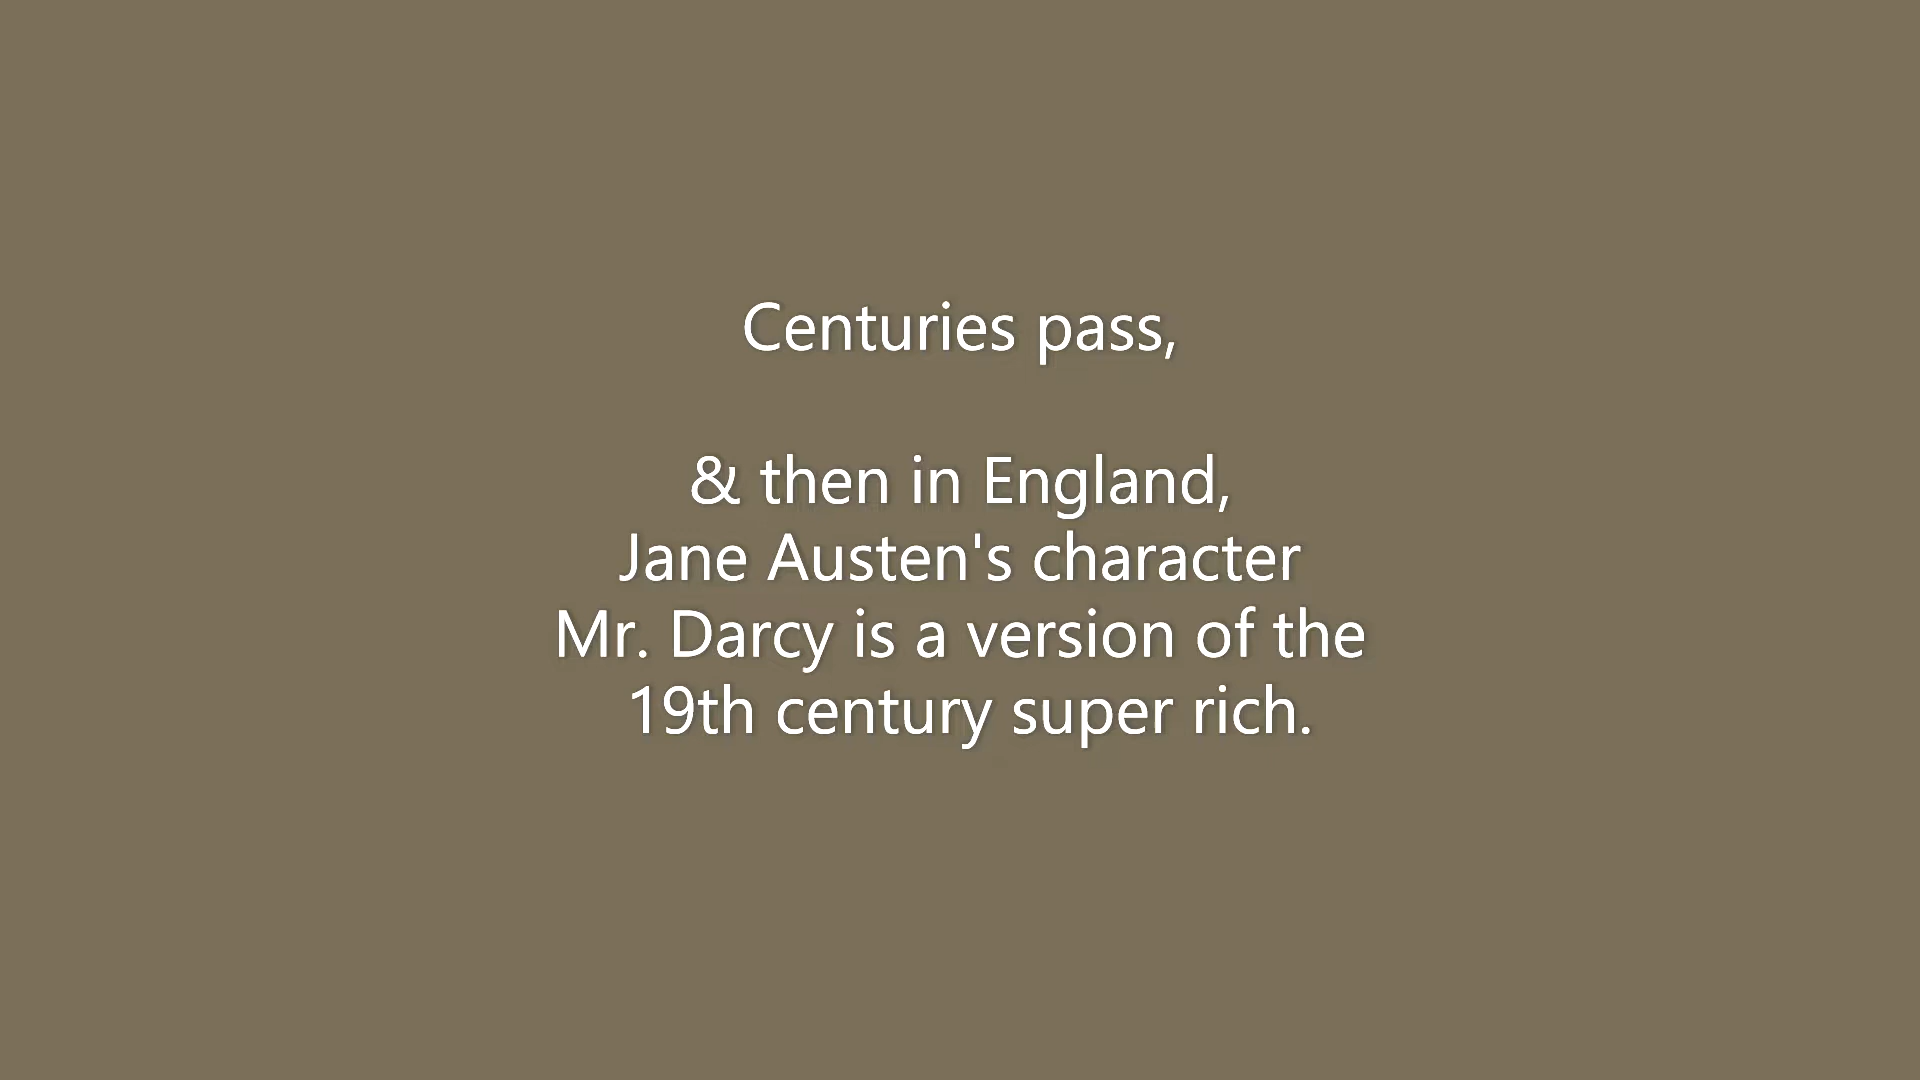 Centuries pass,
& then in England,
Jane Austen's character
Mr. Darcy is a version of the
19th century super rich.